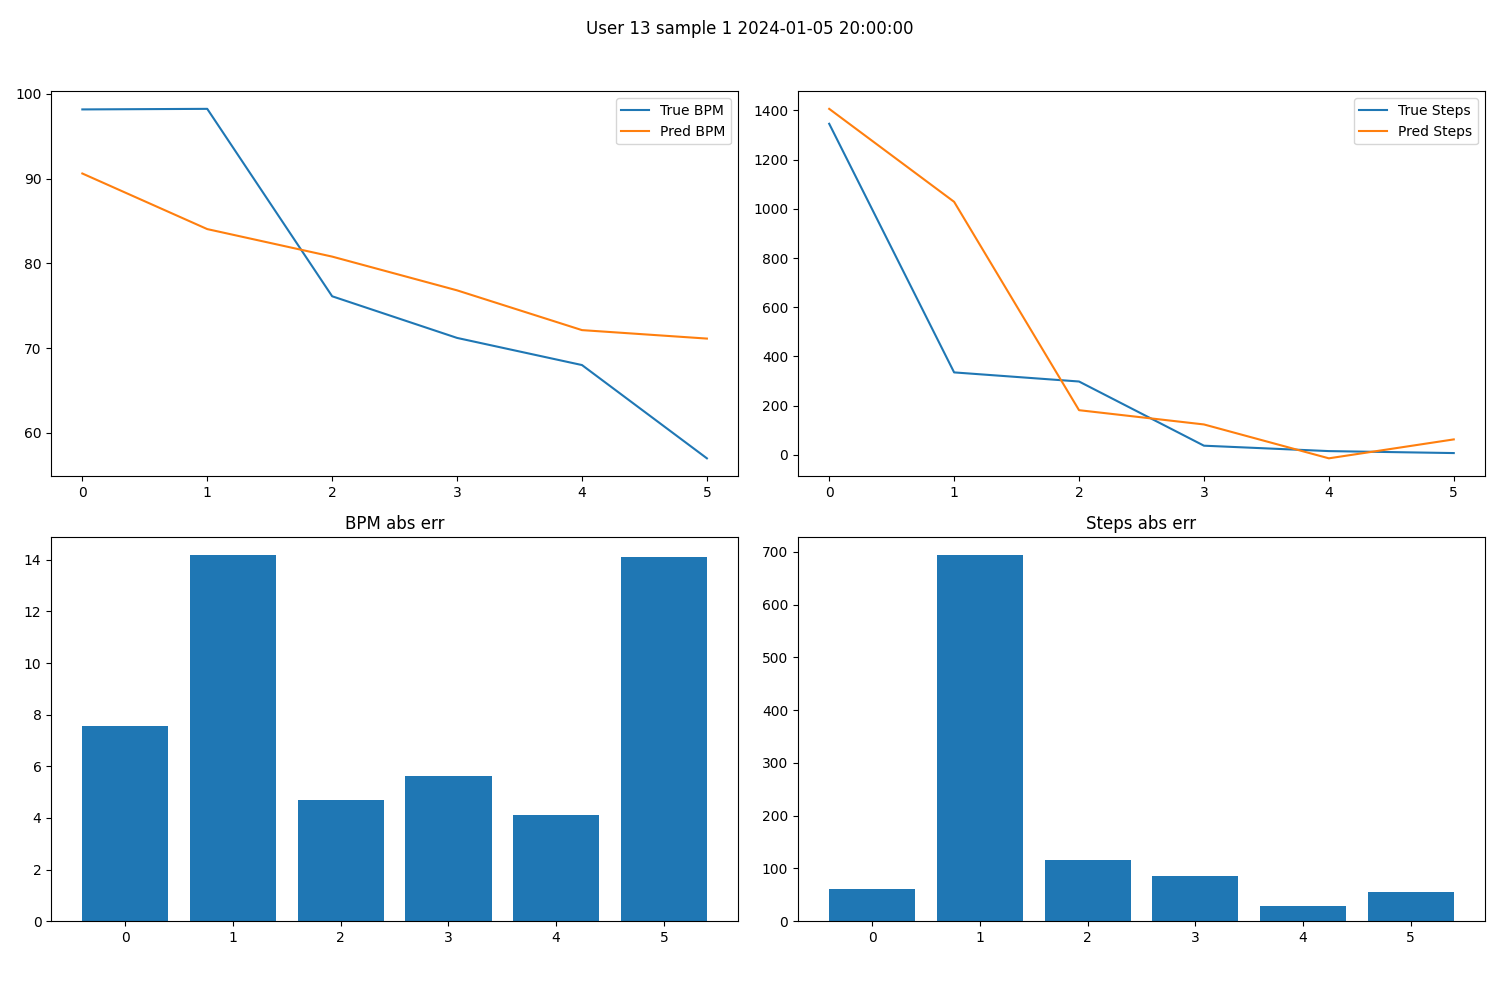 User 13 sample 1 2024-01-05 20:00:00
True BPM
Pred BPM
100
90
80
70
60
0 1 2 3 4 5
True Steps
Pred Steps
1400
1200
1000
800
600
400
200
0
0 1 2 3 4 5
BPM abs err
14
12
10
8
6
4
2
0
0 1 2 3 4 5
Steps abs err
700
600
500
400
300
200
100
0
0 1 2 3 4 5